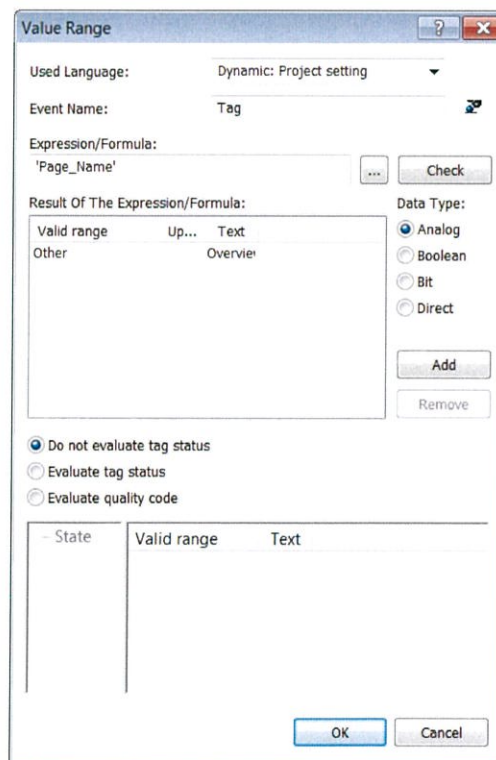 Value Range
Used Language: Dynamic: Project setting
Event Name: Tag
Expression/Formula:
'Page_Name' ... Check
Result Of The Expression/Formula: Data Type:
Valid range Up... Text
Other Overvie
Analog
Boolean
Bit
Direct
Add
Remove
Do not evaluate tag status
Evaluate tag status
Evaluate quality code
State Valid range Text
OK Cancel